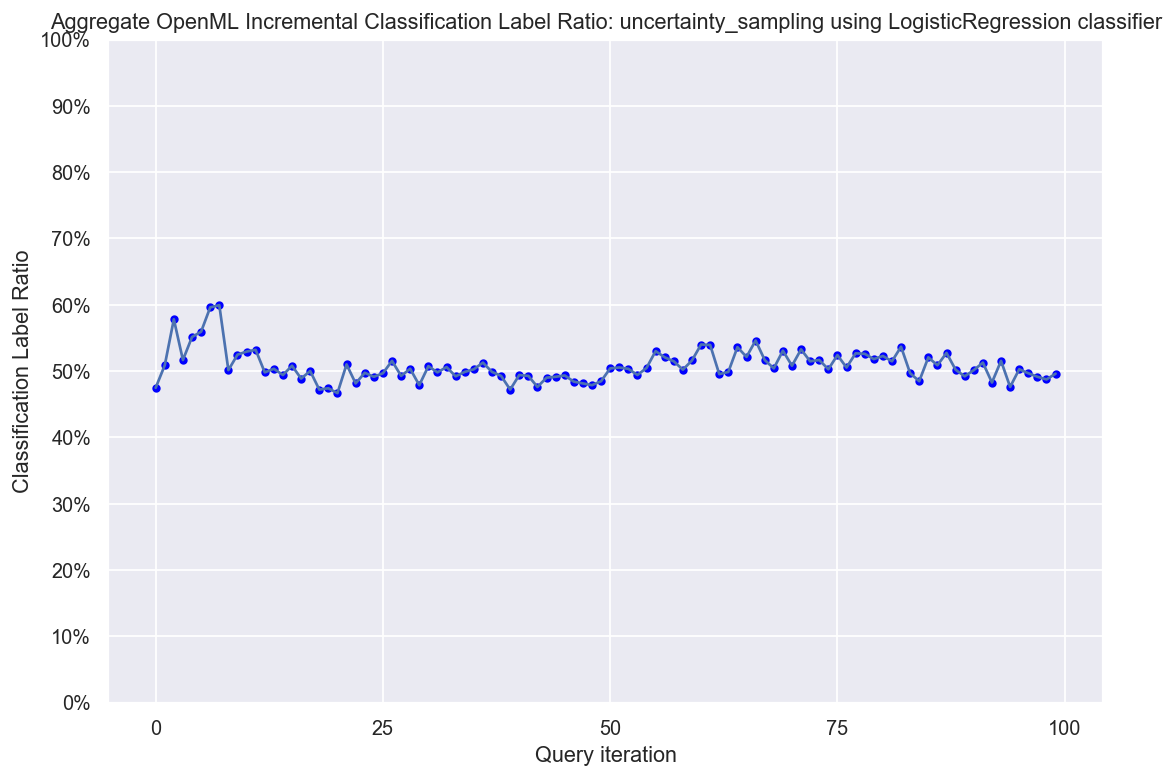 Aggregate OpenML Incremental Classification Label Ratio: uncertainty_sampling using LogisticRegression classifier
100%
90%
80%
70%
60%
50%
40%
30%
20%
10%
0%
Classification Label Ratio
0 25 50 75 100
Query iteration